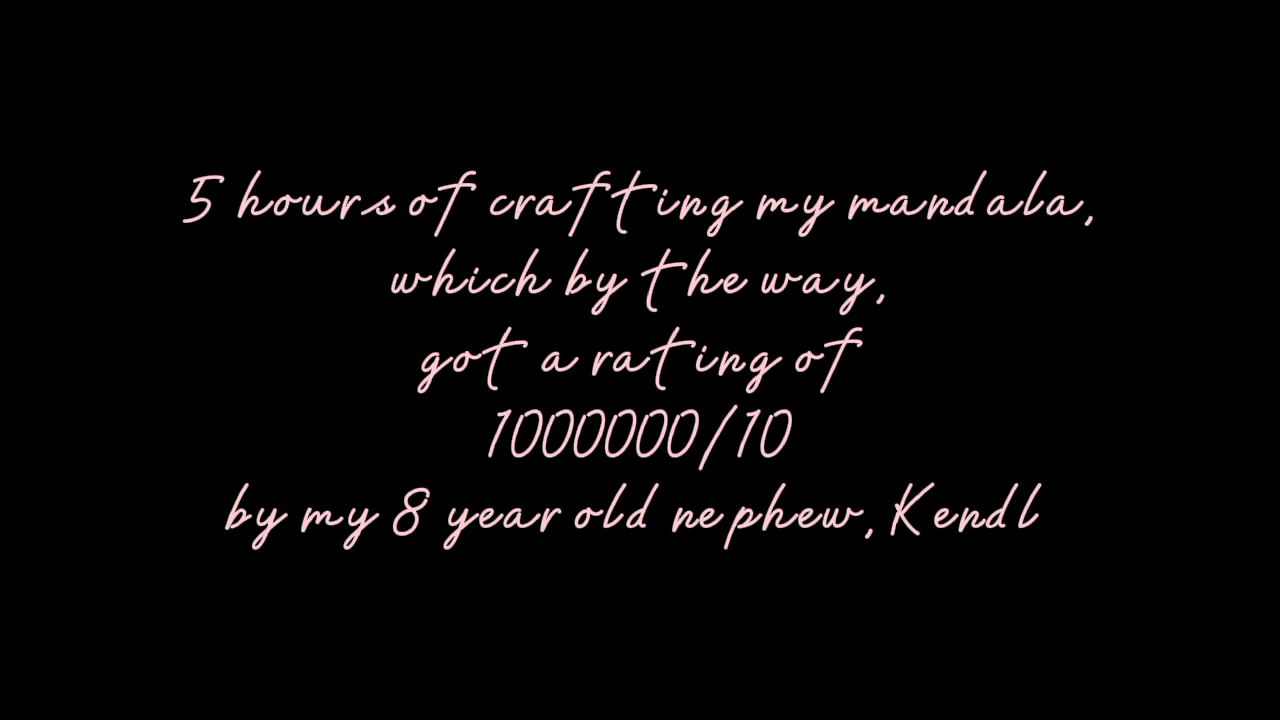 5 hours of crafting my mandala,
which by the way,
got a rating of
1000000/10
by my 8 year old nephew, Kendl